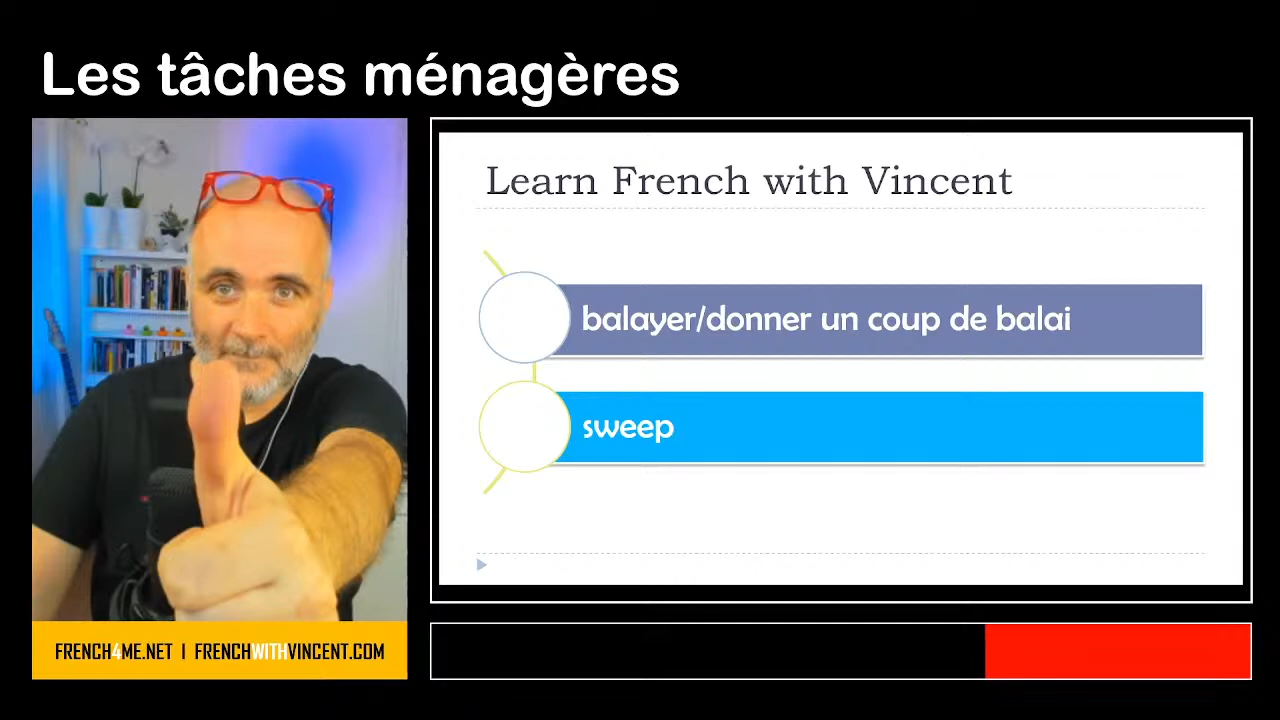 Les tâches ménagères
Learn French with Vincent
balayer/donner un coup de balai
sweep
FRENCH4ME.NET I FRENCHWITHVINCENT.COM